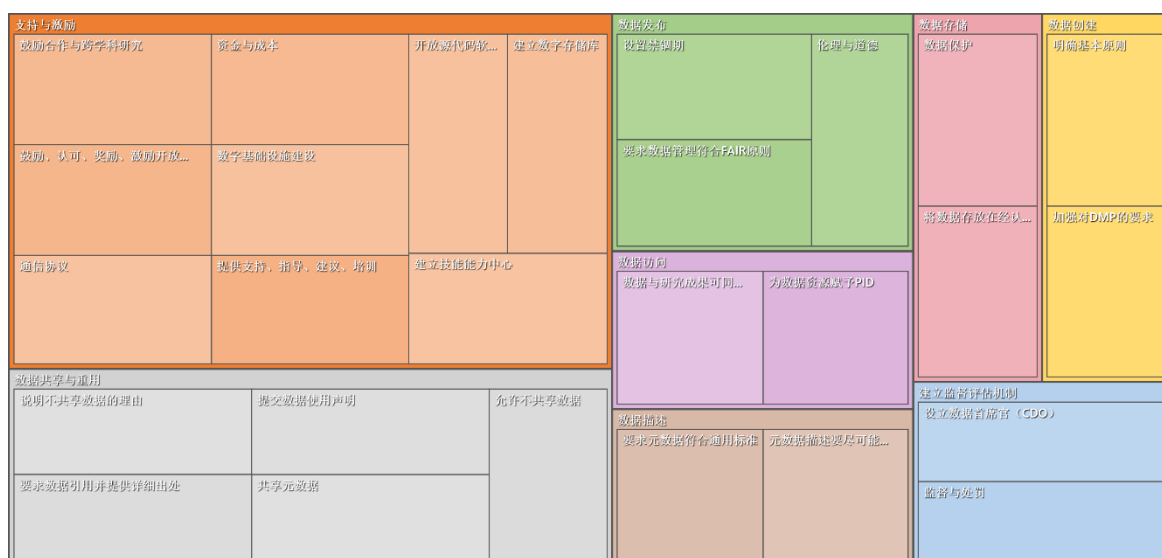 支持与激励
鼓励合作与跨学科研究
资金与成本
开放源代码软...
建立数字存储库
鼓励、认可、奖励、激励开放...
数字基础设施建设
通信协议
提供支持、指导、建议、培训
建立技能能力中心
数据共享与重用
说明不共享数据的理由
提交数据使用声明
允许不共享数据
要求数据引用并提供详细出处
共享元数据
数据发布
设置禁锢期
伦理与道德
要求数据管理符合FAIR原则
数据访问
数据与研究成果可同...
为数据资源赋予PID
数据描述
要求元数据符合通用标准
元数据描述要尽可能...
数据存储
数据保护
将数据存放在经认...
数据创建
明确基本原则
加强对DMP的要求
建立监督评估机制
设立数据首席官（CDO）
监督与处罚